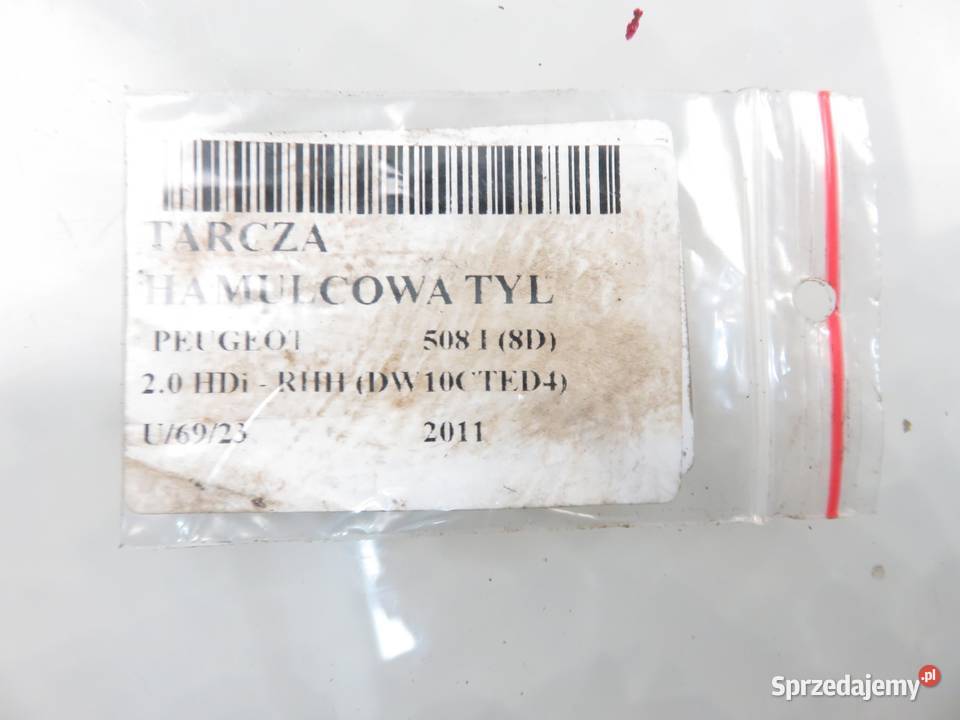 TARCZA
HAMULCOWA TYL
PEUGEOT 508 I (8D)
2.0 HDi - RHH (DW10CTED4)
U/69/23 2011
Sprzedajemy.pl